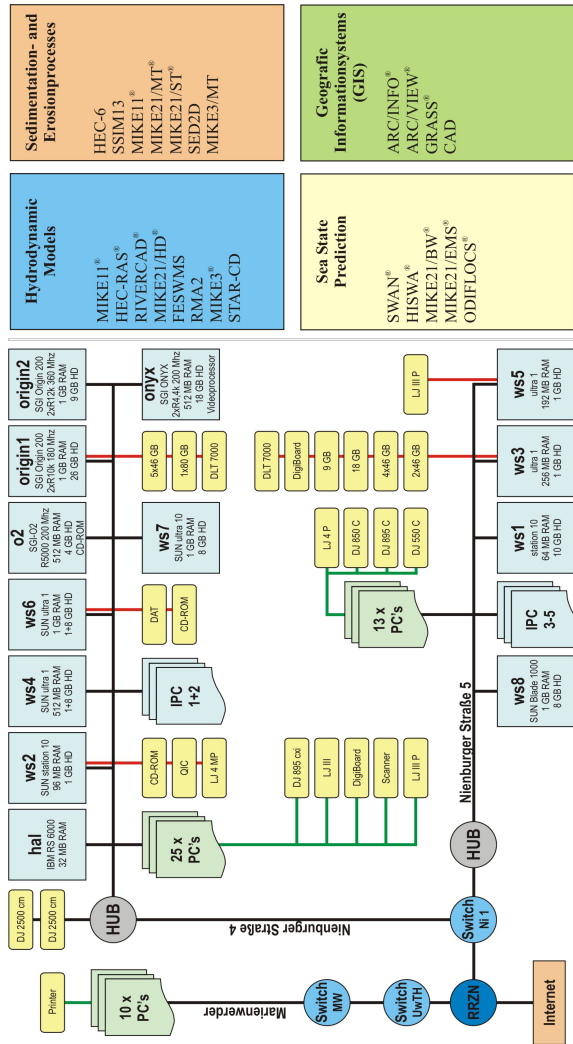 DJ 2500 cm
DJ 2500 cm
HUB
hal
IBM RS 6000
32 MB RAM
ws2
SUN station 10
96 MB RAM
1 GB HD
ws4
SUN ultra 1
512 MB RAM
1+8 GB HD
ws6
SUN ultra 1
1 GB RAM
1+8 GB HD
o2
SGI-O2
R5000 200 Mhz
512 MB RAM
4 GB HD
CD-ROM
origin1
SGI Origin 200
2xR10k 180 Mhz
1 GB RAM
26 GB HD
origin2
SGI Origin 200
2xR12k 360 Mhz
1 GB RAM
9 GB HD
25 x
PC's
CD-ROM
QIC
LJ 4 MP
IPC
1+2
DAT
CD-ROM
ws7
SUN ultra 10
1 GB RAM
8 GB HD
5x46 GB
1x80 GB
DLT 7000
onyx
SGI ONYX
2xR4,4k 200 Mhz
512 MB RAM
18 GB HD
Videoprocessor
DJ 895 cxi
LJ III
DigiBoard
Scanner
LJ III P
Printer
10 x
PC's
Marienwerder
Switch
MW
Switch
UwTH
RRZN
Internet
Nienburger Straße 4
Switch
Ni 1
HUB
Nienburger Straße 5
13 x
PC's
LJ 4 P
DJ 850 C
DJ 895 C
DJ 550 C
DLT 7000
DigiBoard
9 GB
18 GB
4x46 GB
2x46 GB
LJ III P
ws8
SUN Blade 1000
1 GB RAM
8 GB HD
IPC
3-5
ws1
station 10
64 MB RAM
10 GB HD
ws3
ultra 1
256 MB RAM
1 GB HD
ws5
ultra 1
192 MB RAM
1 GB HD
Hydrodynamic
Models
MIKE11®
HEC-RAS®
RIVERCAD®
MIKE21/HD®
FESWMS
RMA2
MIKE3®
STAR-CD
Sedimentation- and
Erosionprocesses
HEC-6
SSIM13
MIKE11®
MIKE21/MT®
MIKE21/ST®
SED2D
MIKE3/MT
Sea State
Prediction
SWAN®
HISWA®
MIKE21/BW®
MIKE21/EMS®
ODIFLOCS®
Geografic
Informationsystems
(GIS)
ARC/INFO®
ARC/VIEW®
GRASS®
CAD